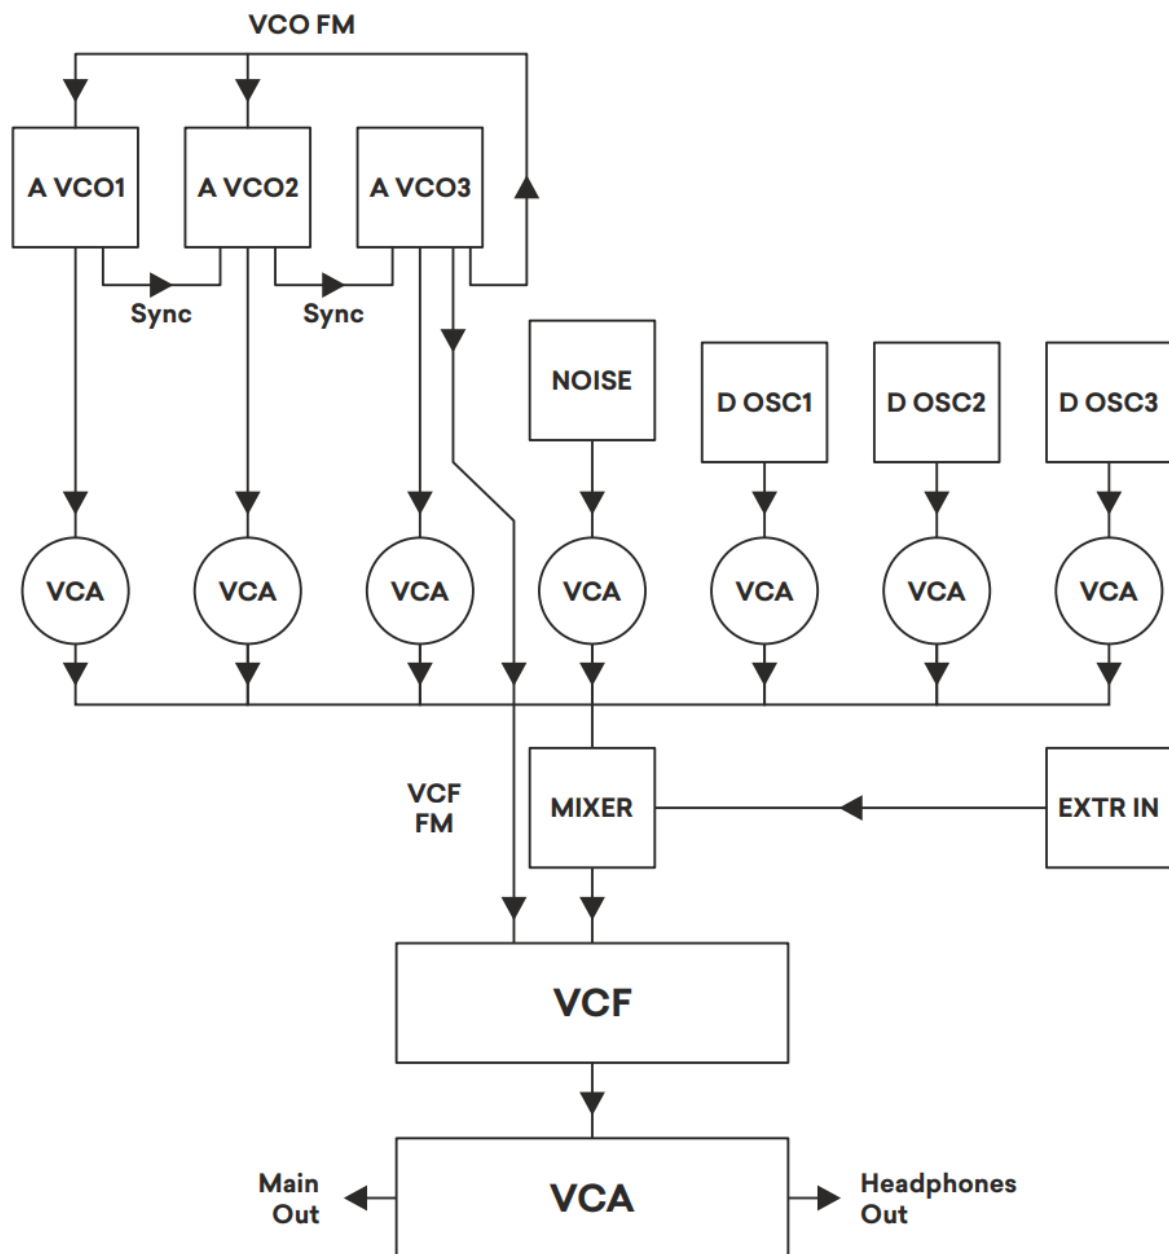 VCO FM
A VCO1
A VCO2
A VCO3
Sync
Sync
NOISE
D OSC1
D OSC2
D OSC3
VCA
VCA
VCA
VCA
VCA
VCA
VCA
VCF
FM
MIXER
EXTR IN
VCF
Main
Out
VCA
Headphones
Out